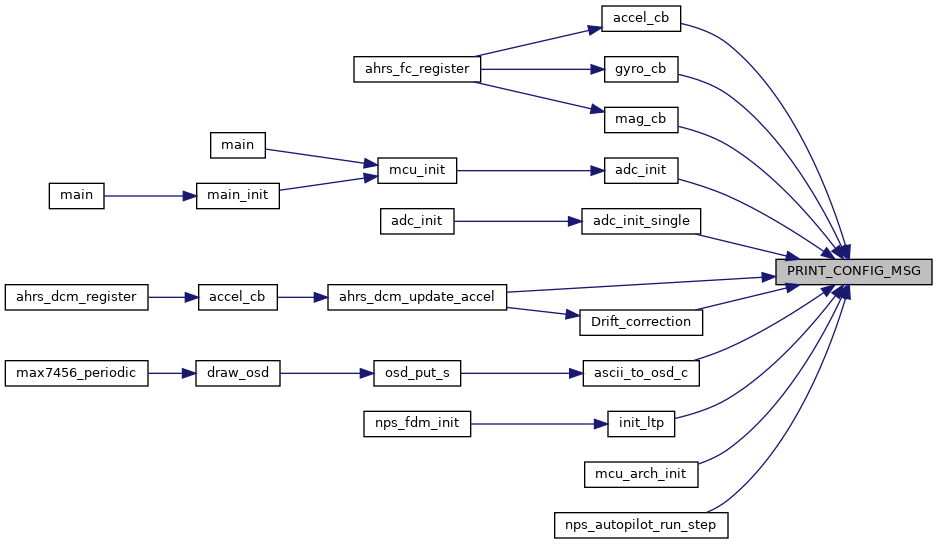 accel_cb
ahrs_fc_register
gyro_cb
mag_cb
main
mcu_init
adc_init
main
main_init
adc_init
adc_init_single
PRINT_CONFIG_MSG
ahrs_dcm_register
accel_cb
ahrs_dcm_update_accel
Drift_correction
max7456_periodic
draw_osd
osd_put_s
ascii_to_osd_c
nps_fdm_init
init_ltp
mcu_arch_init
nps_autopilot_run_step